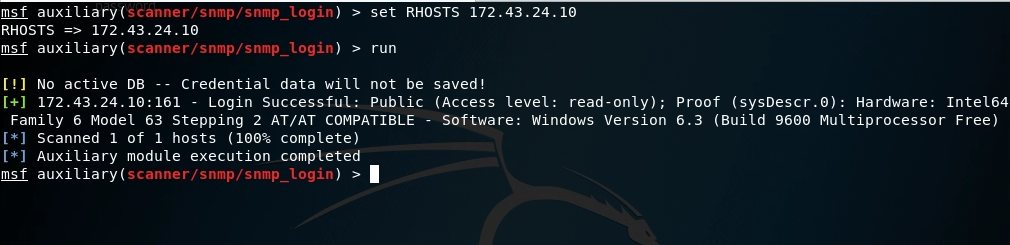 msf auxiliary(scanner/snmp/snmp_login) > set RHOSTS 172.43.24.10
RHOSTS => 172.43.24.10
msf auxiliary(scanner/snmp/snmp_login) > run
[!] No active DB -- Credential data will not be saved!
[+] 172.43.24.10:161 - Login Successful: Public (Access level: read-only); Proof (sysDescr.0): Hardware: Intel64
Family 6 Model 63 Stepping 2 AT/AT COMPATIBLE - Software: Windows Version 6.3 (Build 9600 Multiprocessor Free)
[*] Scanned 1 of 1 hosts (100% complete)
[*] Auxiliary module execution completed
msf auxiliary(scanner/snmp/snmp_login) >